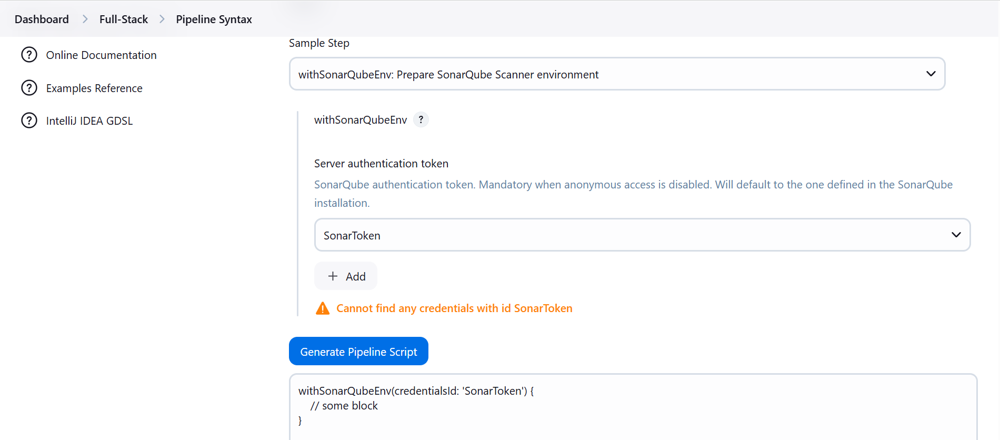 Dashboard > Full-Stack > Pipeline Syntax
? Online Documentation
? Examples Reference
? IntelliJ IDEA GDSL
Sample Step
withSonarQubeEnv: Prepare SonarQube Scanner environment
withSonarQubeEnv ?
Server authentication token
SonarQube authentication token. Mandatory when anonymous access is disabled. Will default to the one defined in the SonarQube
installation.
SonarToken
+ Add
Cannot find any credentials with id SonarToken
Generate Pipeline Script
withSonarQubeEnv(credentialsId: 'SonarToken') {
    // some block
}